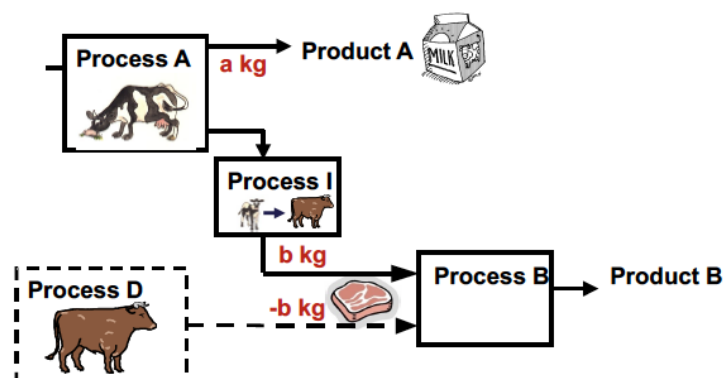 Process A
a kg
Product A
MILK
Process I
b kg
Process B
Product B
Process D
-b kg